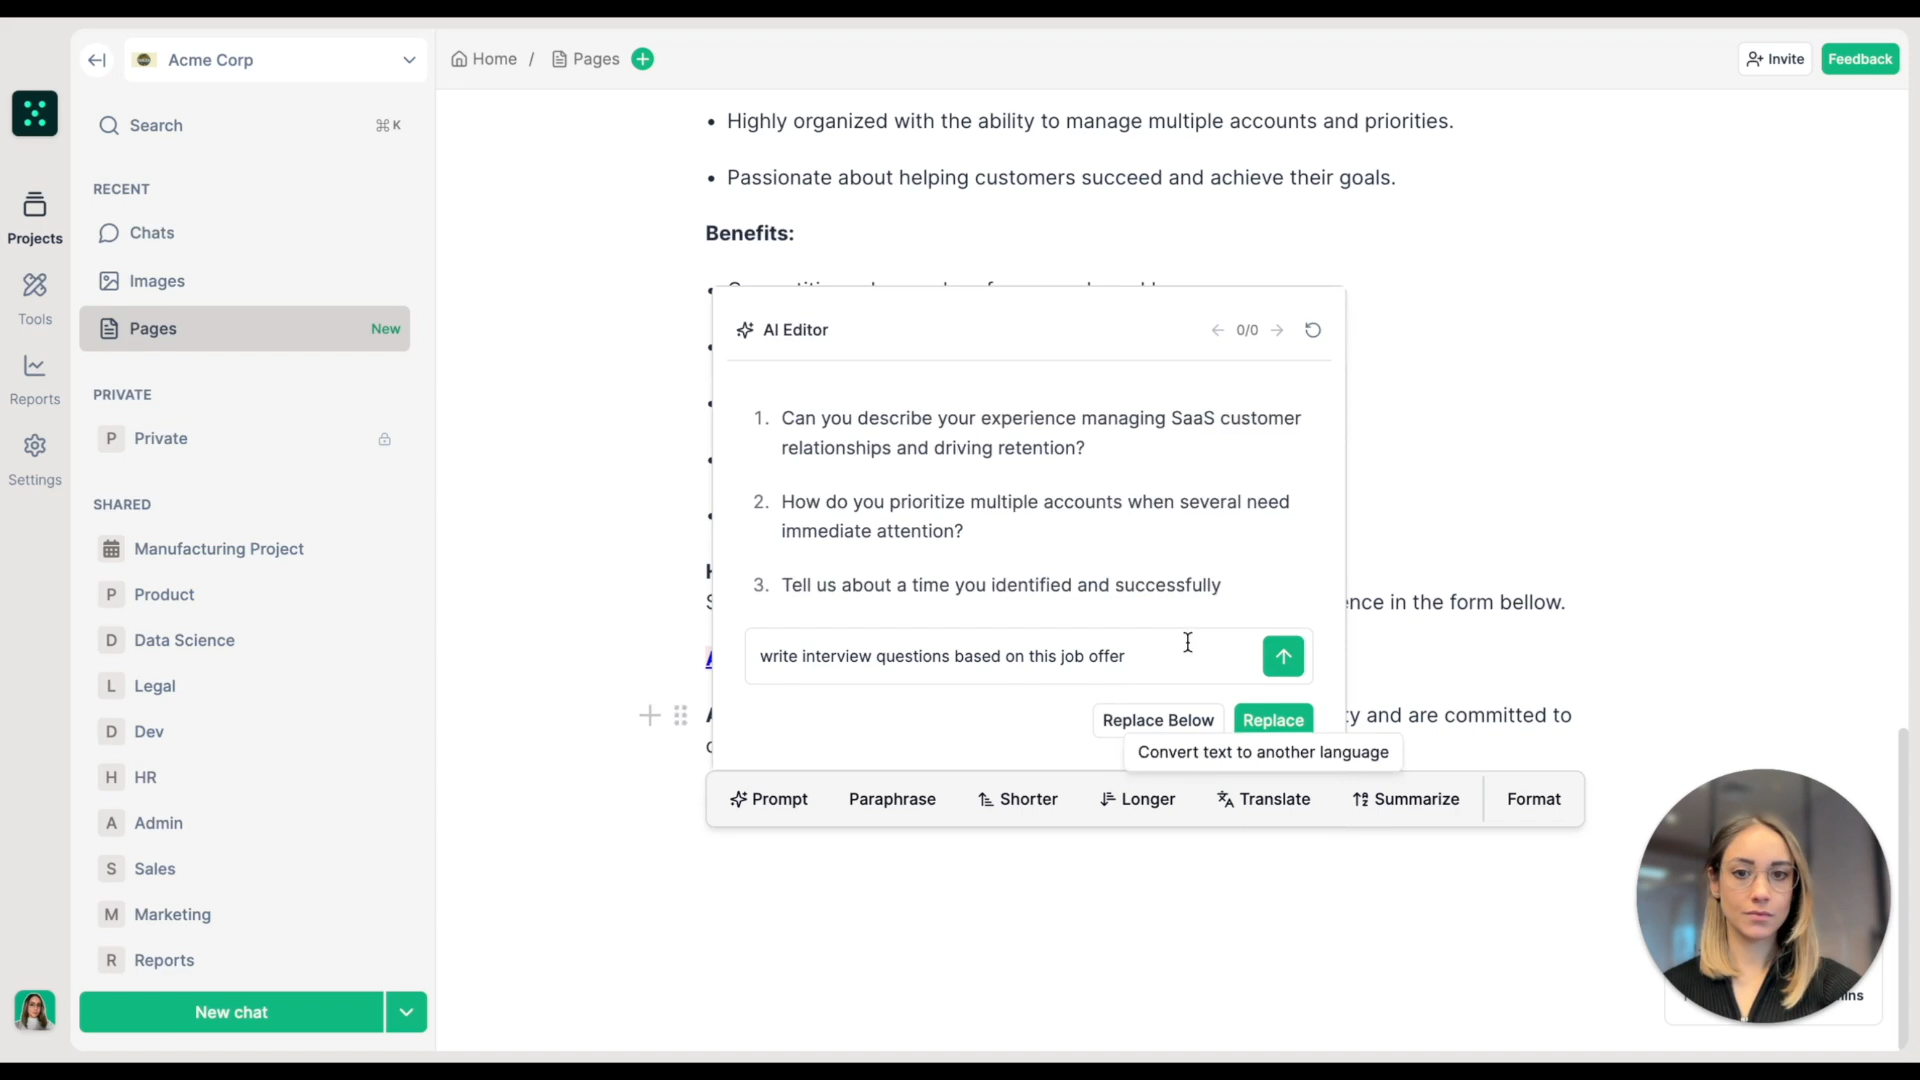 Acme Corp
Home / Pages
Invite
Feedback
Search
⌘ K
RECENT
Chats
Images
Pages
New
PRIVATE
P Private
SHARED
Manufacturing Project
P Product
D Data Science
L Legal
D Dev
H HR
A Admin
S Sales
M Marketing
R Reports
New chat
Projects
Tools
Reports
Settings
• Highly organized with the ability to manage multiple accounts and priorities.
• Passionate about helping customers succeed and achieve their goals.
Benefits:
AI Editor
0/0
1. Can you describe your experience managing SaaS customer
relationships and driving retention?
2. How do you prioritize multiple accounts when several need
immediate attention?
3. Tell us about a time you identified and successfully
in the form bellow.
write interview questions based on this job offer
and are committed to
Replace Below
Replace
Convert text to another language
Prompt
Paraphrase
Shorter
Longer
Translate
Summarize
Format